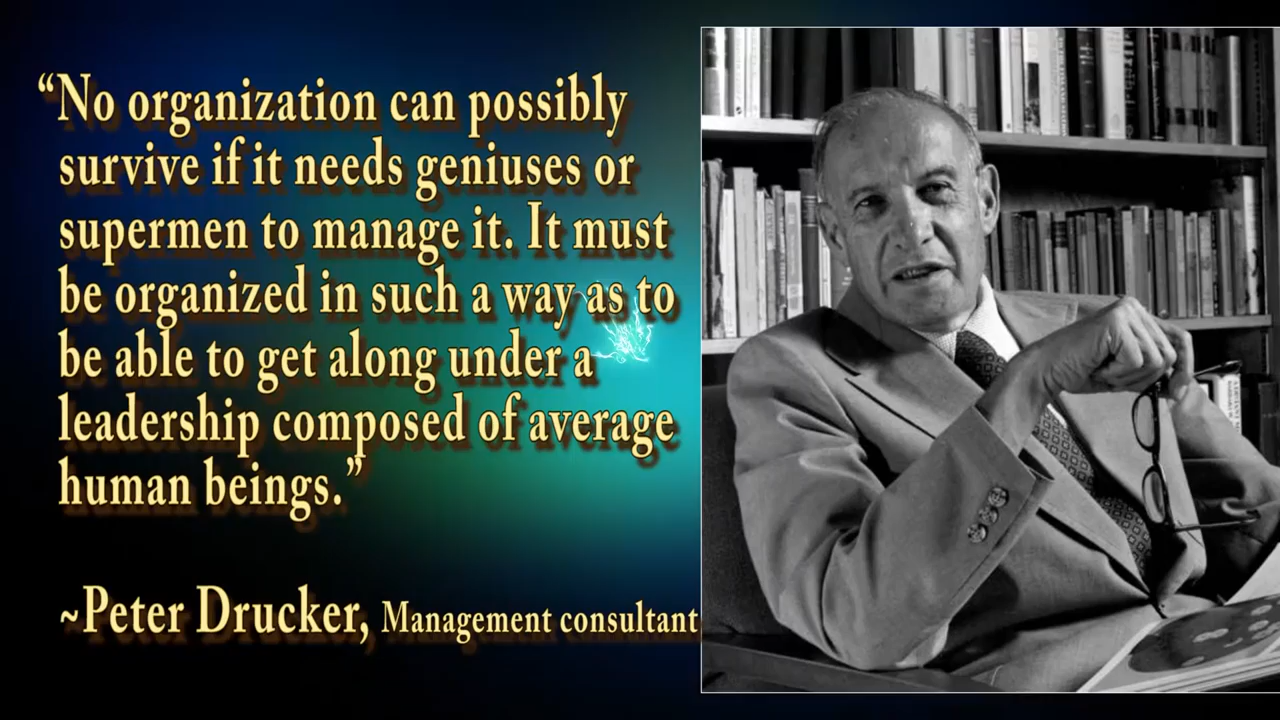 “No organization can possibly
survive if it needs geniuses or
supermen to manage it. It must
be organized in such a way as to
be able to get along under a
leadership composed of average
human beings.”
~Peter Drucker, Management consultant